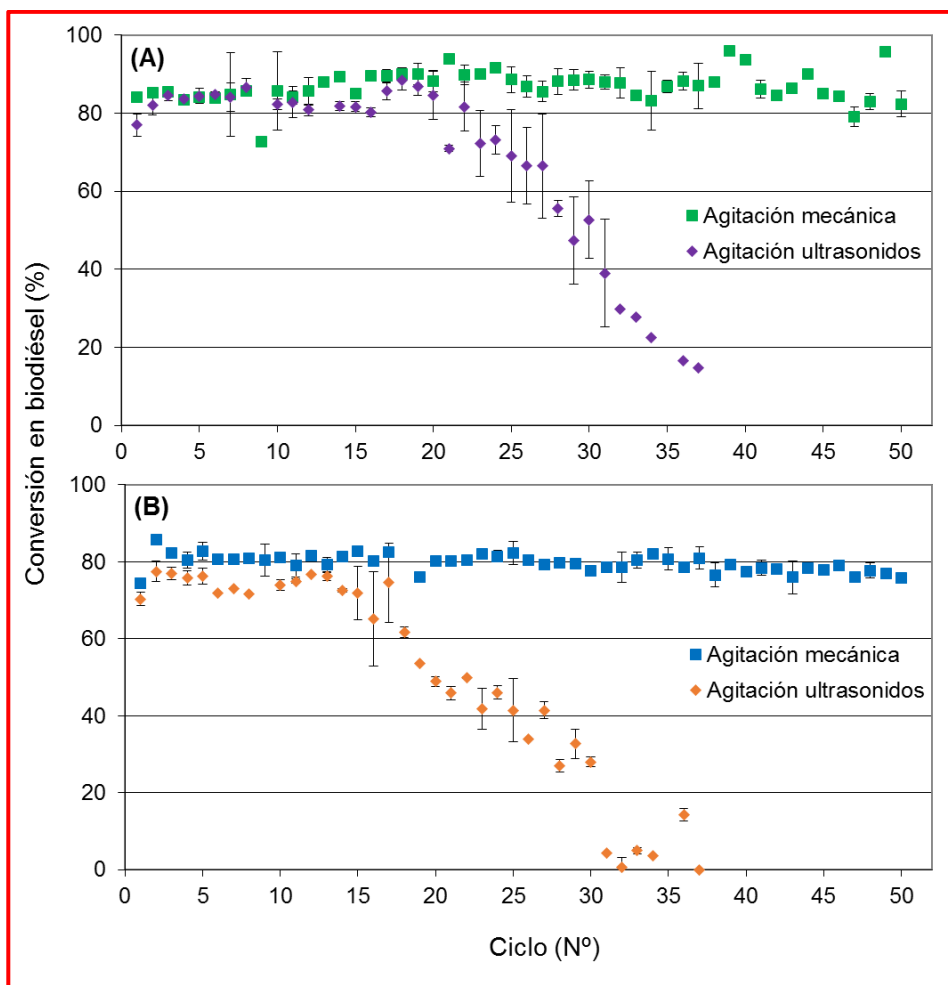 (A)
100
80
60
40
20
0
0 5 10 15 20 25 30 35 40 45 50
Agitación mecánica
Agitación ultrasonidos
Conversión en biodiésel (%)
(B)
100
80
60
40
20
0
0 5 10 15 20 25 30 35 40 45 50
Agitación mecánica
Agitación ultrasonidos
Ciclo (Nº)